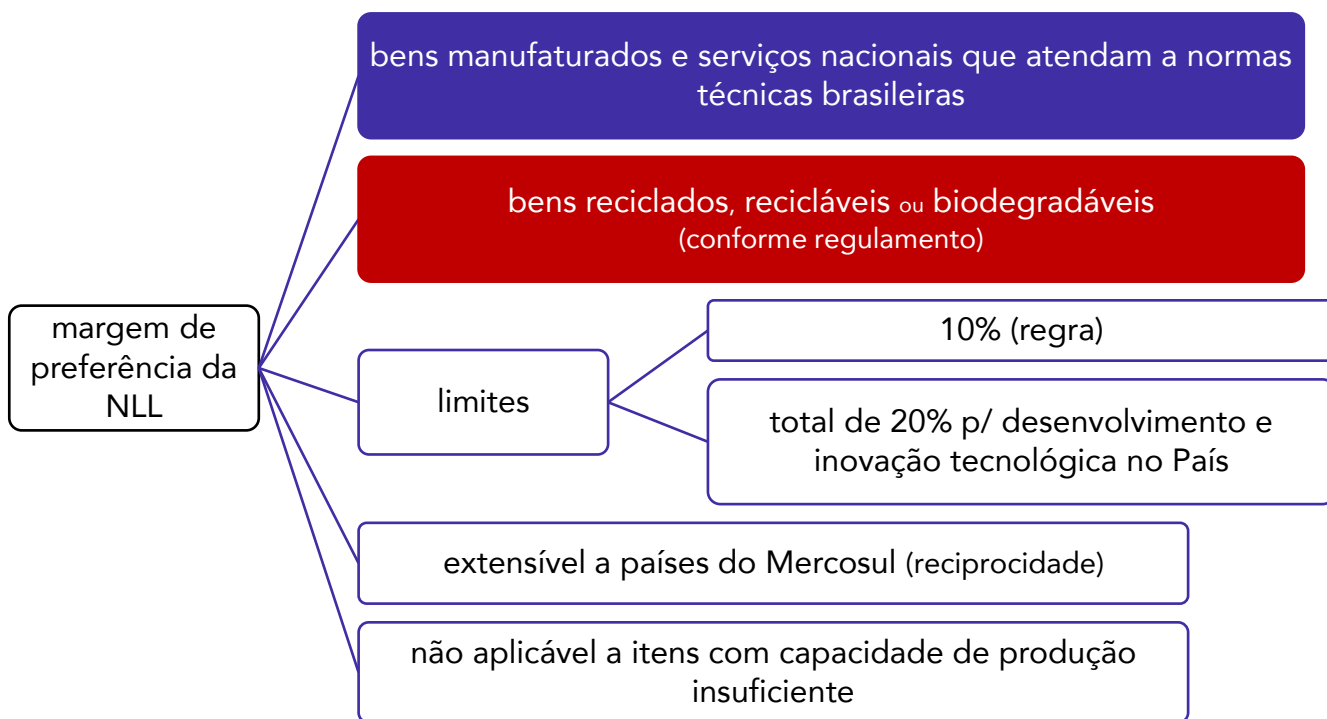 bens manufaturados e serviços nacionais que atendam a normas
técnicas brasileiras
bens reciclados, recicláveis ou biodegradáveis
(conforme regulamento)
margem de
preferência da
NLL
limites
10% (regra)
total de 20% p/ desenvolvimento e
inovação tecnológica no País
extensível a países do Mercosul (reciprocidade)
não aplicável a itens com capacidade de produção
insuficiente